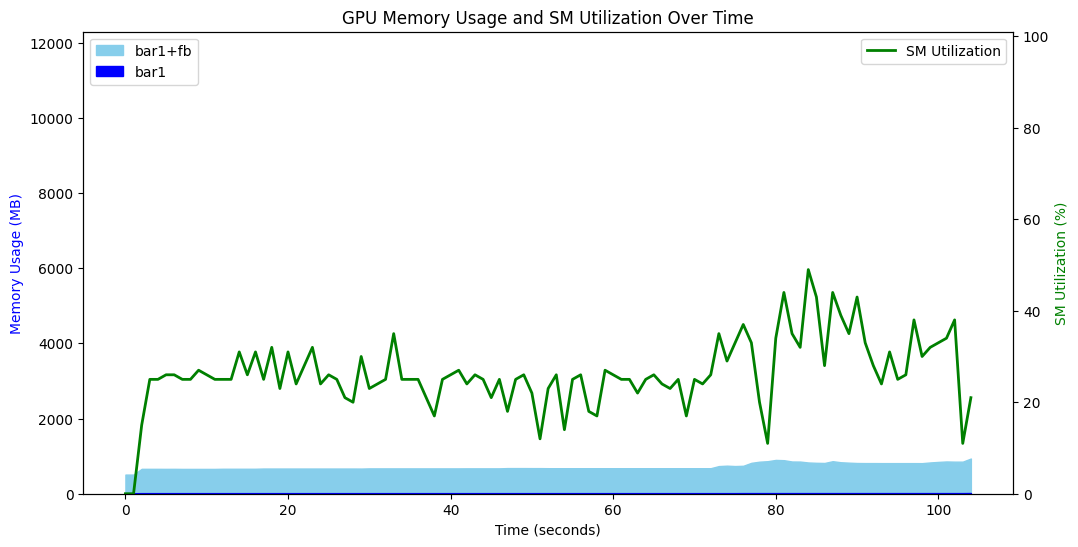 GPU Memory Usage and SM Utilization Over Time
bar1+fb
bar1
SM Utilization
Memory Usage (MB)
12000
10000
8000
6000
4000
2000
0
SM Utilization (%)
100
80
60
40
20
0
0 20 40 60 80 100
Time (seconds)